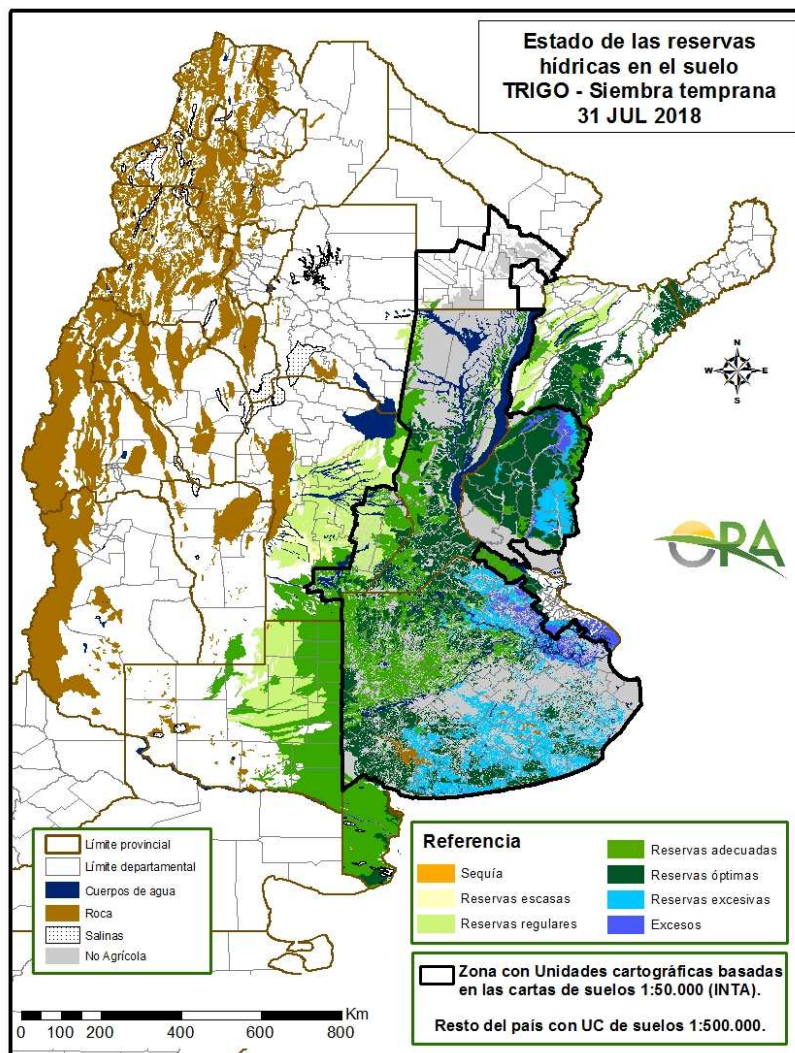 Estado de las reservas
hídricas en el suelo
TRIGO - Siembra temprana
31 JUL 2018
N
W E
S
ORA
Límite provincial
Límite departamental
Cuerpos de agua
Roca
Salinas
No Agrícola
Referencia
Sequía
Reservas escasas
Reservas regulares
Reservas adecuadas
Reservas óptimas
Reservas excesivas
Excesos
Zona con Unidades cartográficas basadas
en las cartas de suelos 1:50.000 (INTA).
Resto del país con UC de suelos 1:500.000.
Km
0 100 200 400 600 800